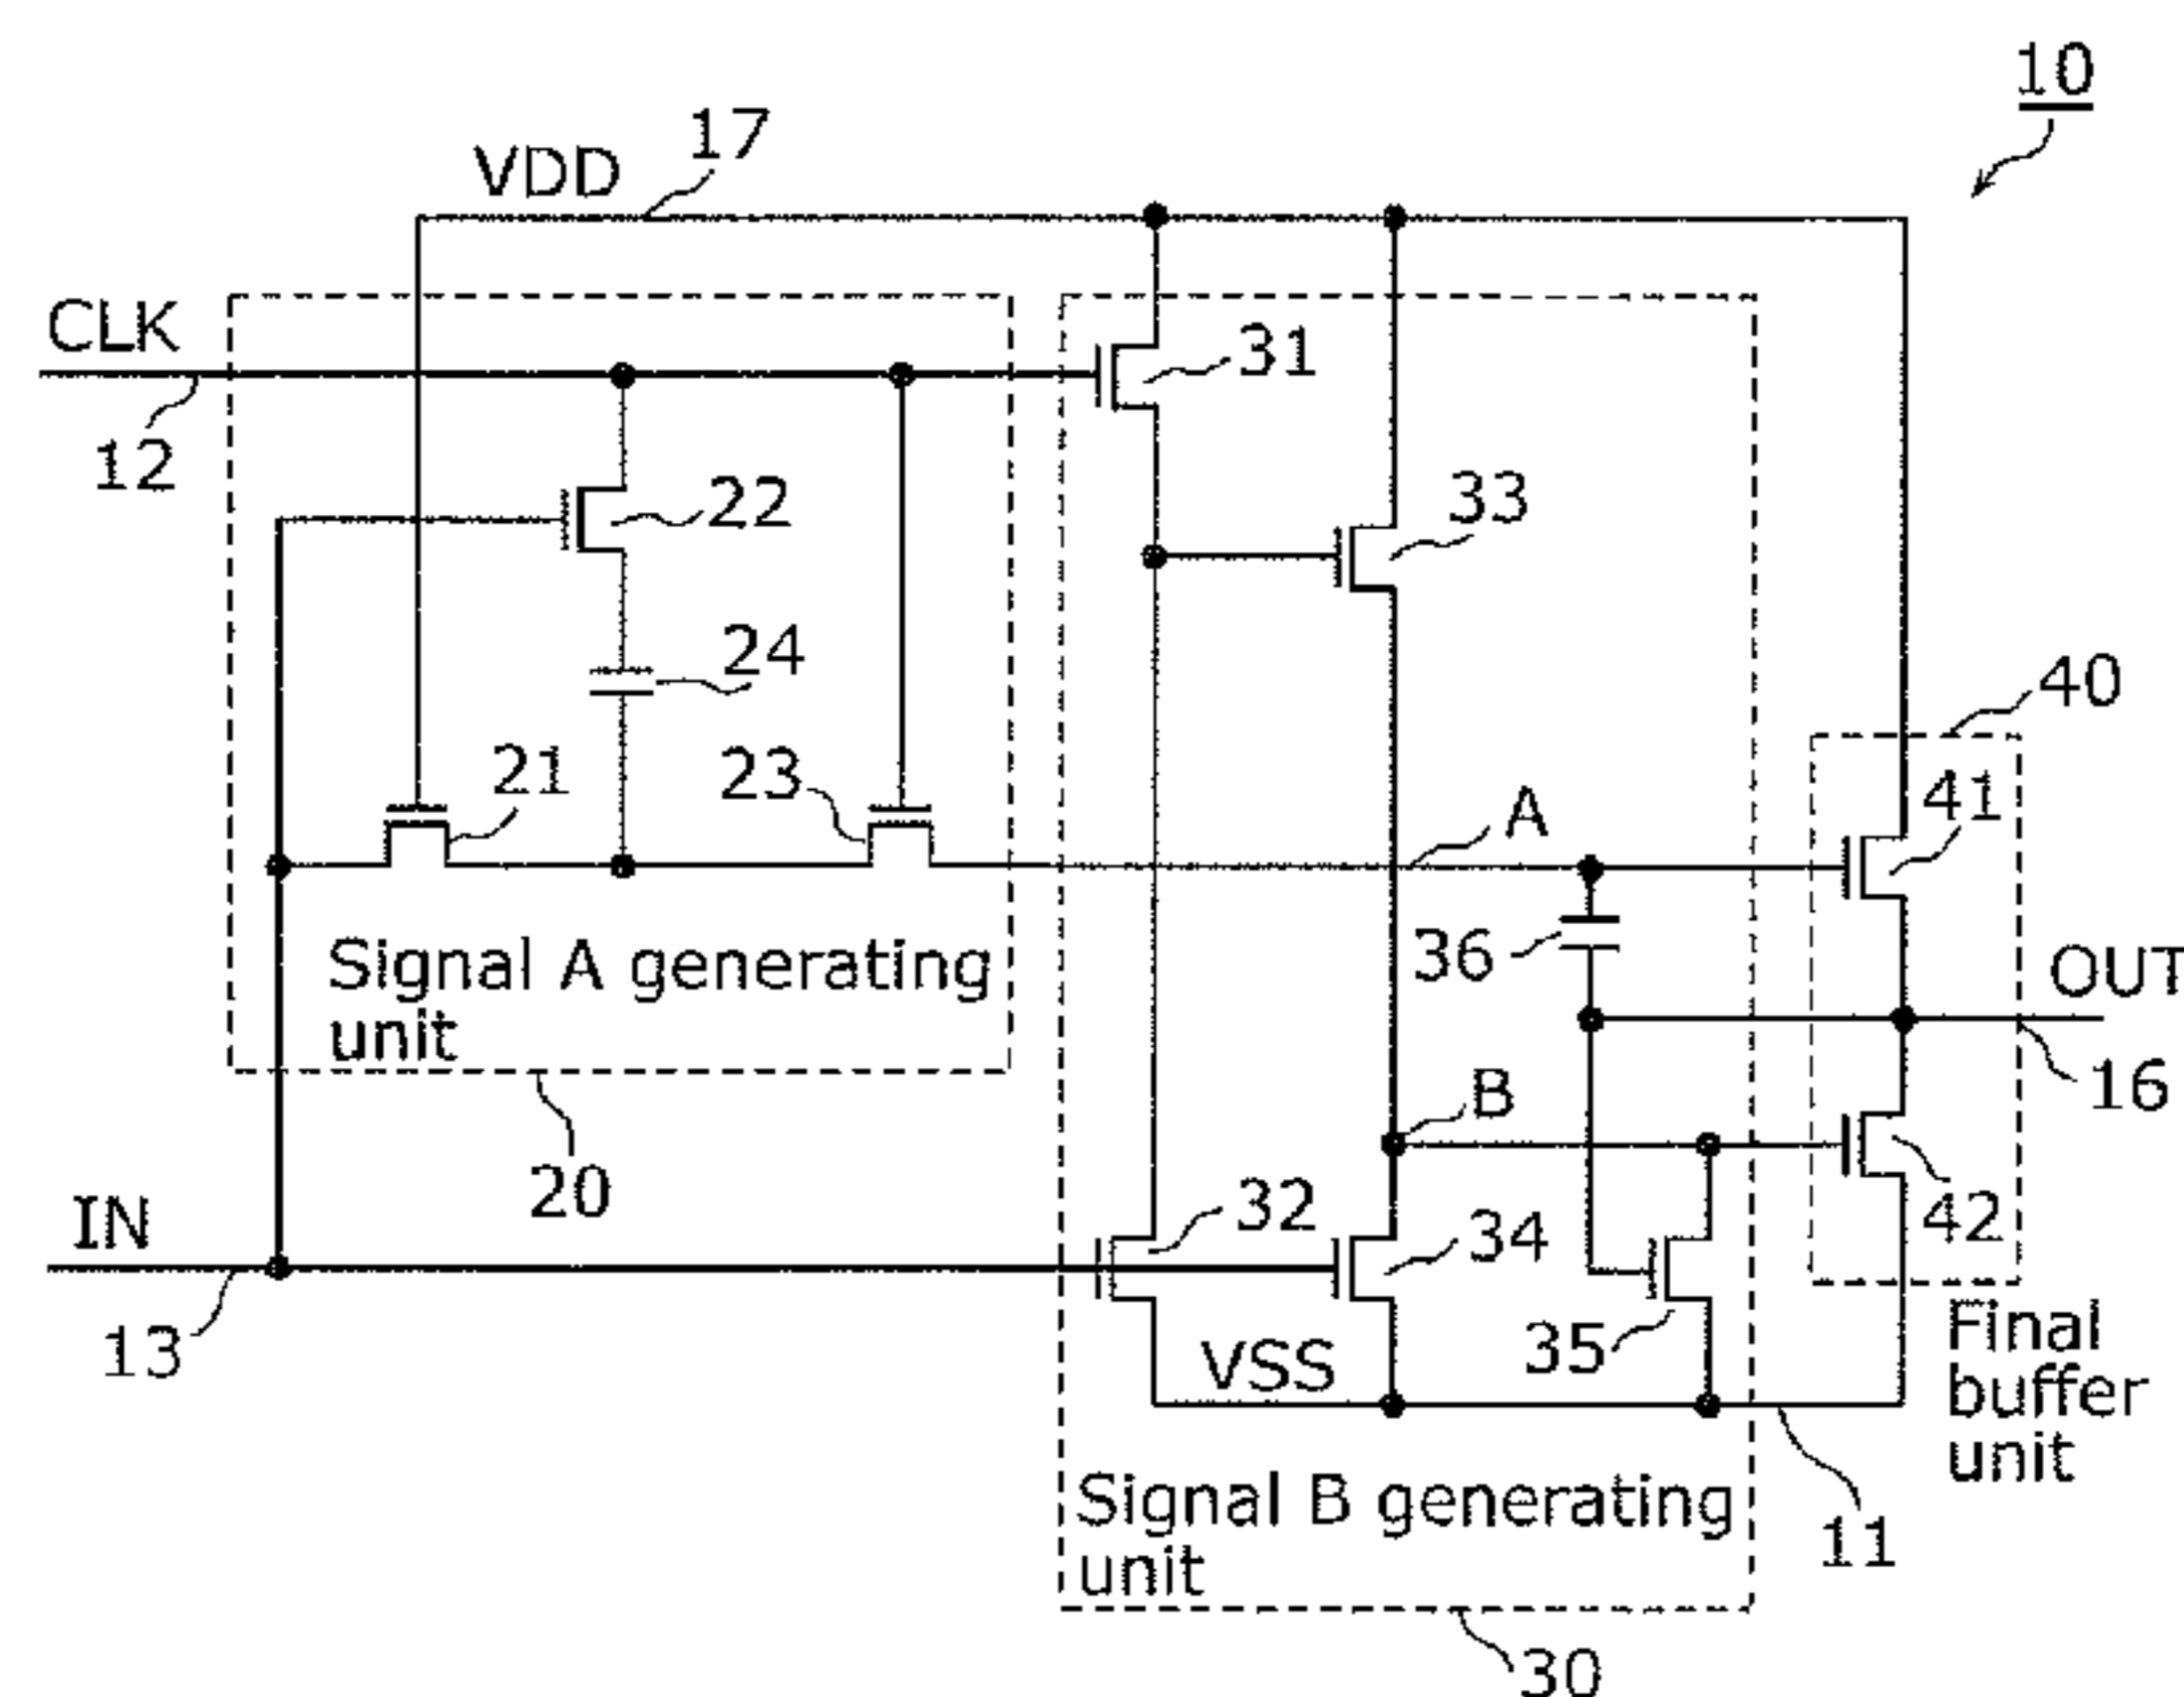 10
17
VDD
CLK
31
12
22
33
24
40
21
23
A
41
Signal A generating
unit
36
OUT
B
16
20
IN
32
34
42
13
VSS
35
Final
buffer
unit
Signal B generating
unit
11
30